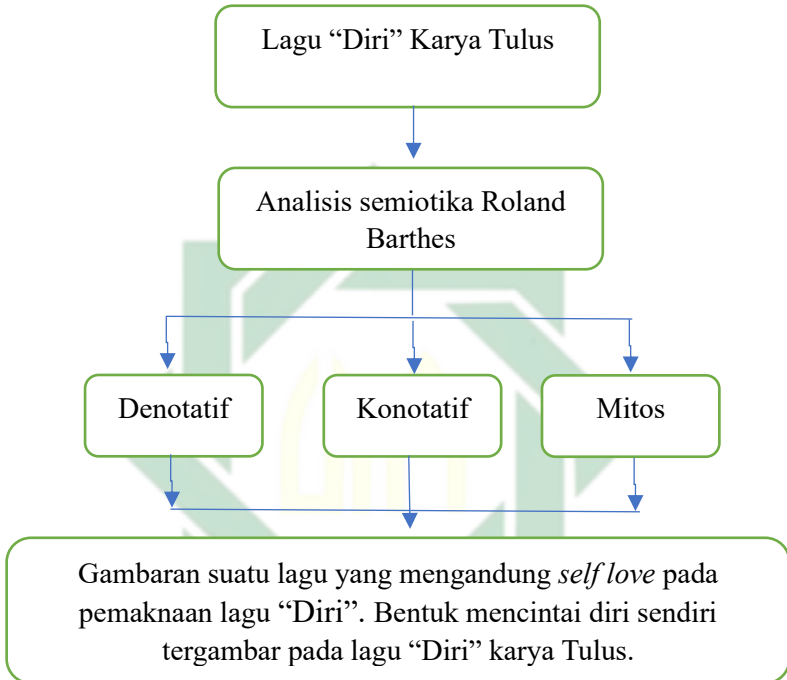 Lagu “Diri” Karya Tulus
Analisis semiotika Roland
Barthes
Denotatif
Konotatif
Mitos
Gambaran suatu lagu yang mengandung self love pada
pemaknaan lagu “Diri”. Bentuk mencintai diri sendiri
tergambar pada lagu “Diri” karya Tulus.